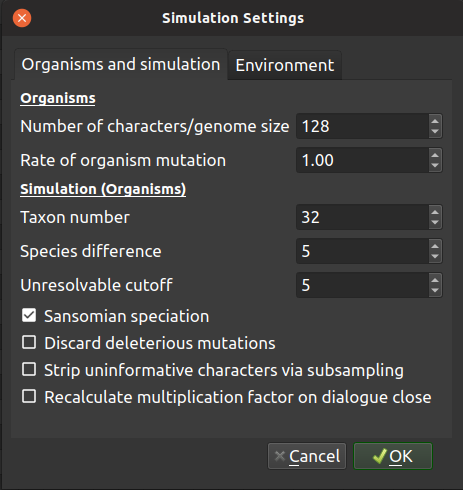 Simulation Settings
Organisms and simulation
Environment
Organisms
Number of characters/genome size 128
Rate of organism mutation 1.00
Simulation (Organisms)
Taxon number 32
Species difference 5
Unresolvable cutoff 5
Sansomian speciation
Discard deleterious mutations
Strip uninformative characters via subsampling
Recalculate multiplication factor on dialogue close
Cancel
OK